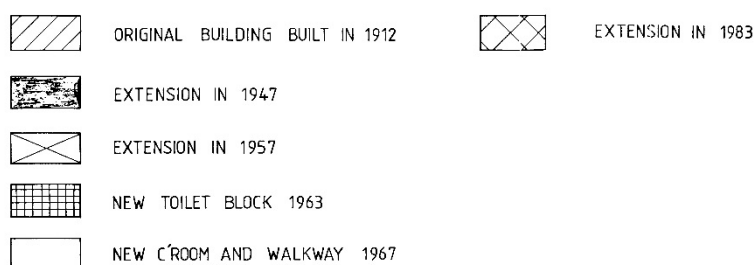 ORIGINAL BUILDING BUILT IN 1912
EXTENSION IN 1983
EXTENSION IN 1947
EXTENSION IN 1957
NEW TOILET BLOCK 1963
NEW C'ROOM AND WALKWAY 1967